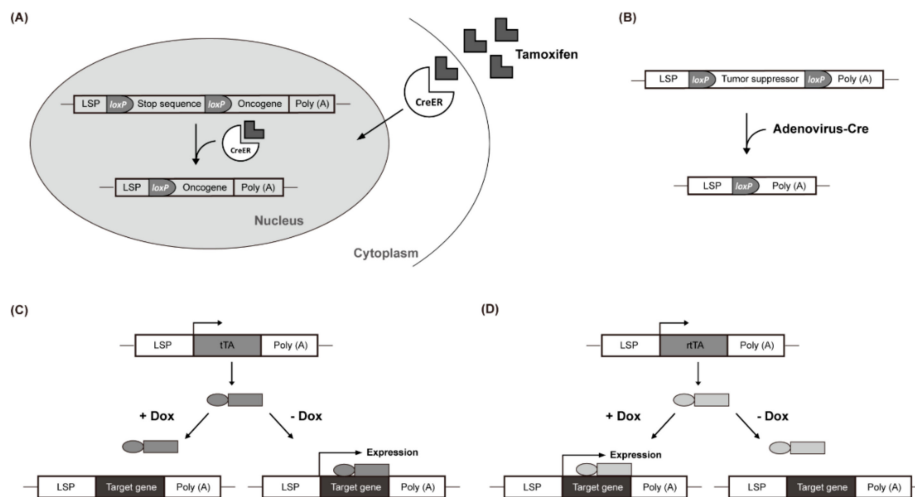 (A)
(B)
Tamoxifen
CreER
LSP loxP Stop sequence loxP Oncogene Poly (A)
CreER
LSP loxP Oncogene Poly (A)
Nucleus
Cytoplasm
LSP loxP Tumor suppressor loxP Poly (A)
Adenovirus-Cre
LSP loxP Poly (A)
(C)
LSP tTA Poly (A)
+ Dox - Dox
Expression
LSP Target gene Poly (A) LSP Target gene Poly (A)
(D)
LSP rtTA Poly (A)
+ Dox - Dox
Expression
LSP Target gene Poly (A) LSP Target gene Poly (A)